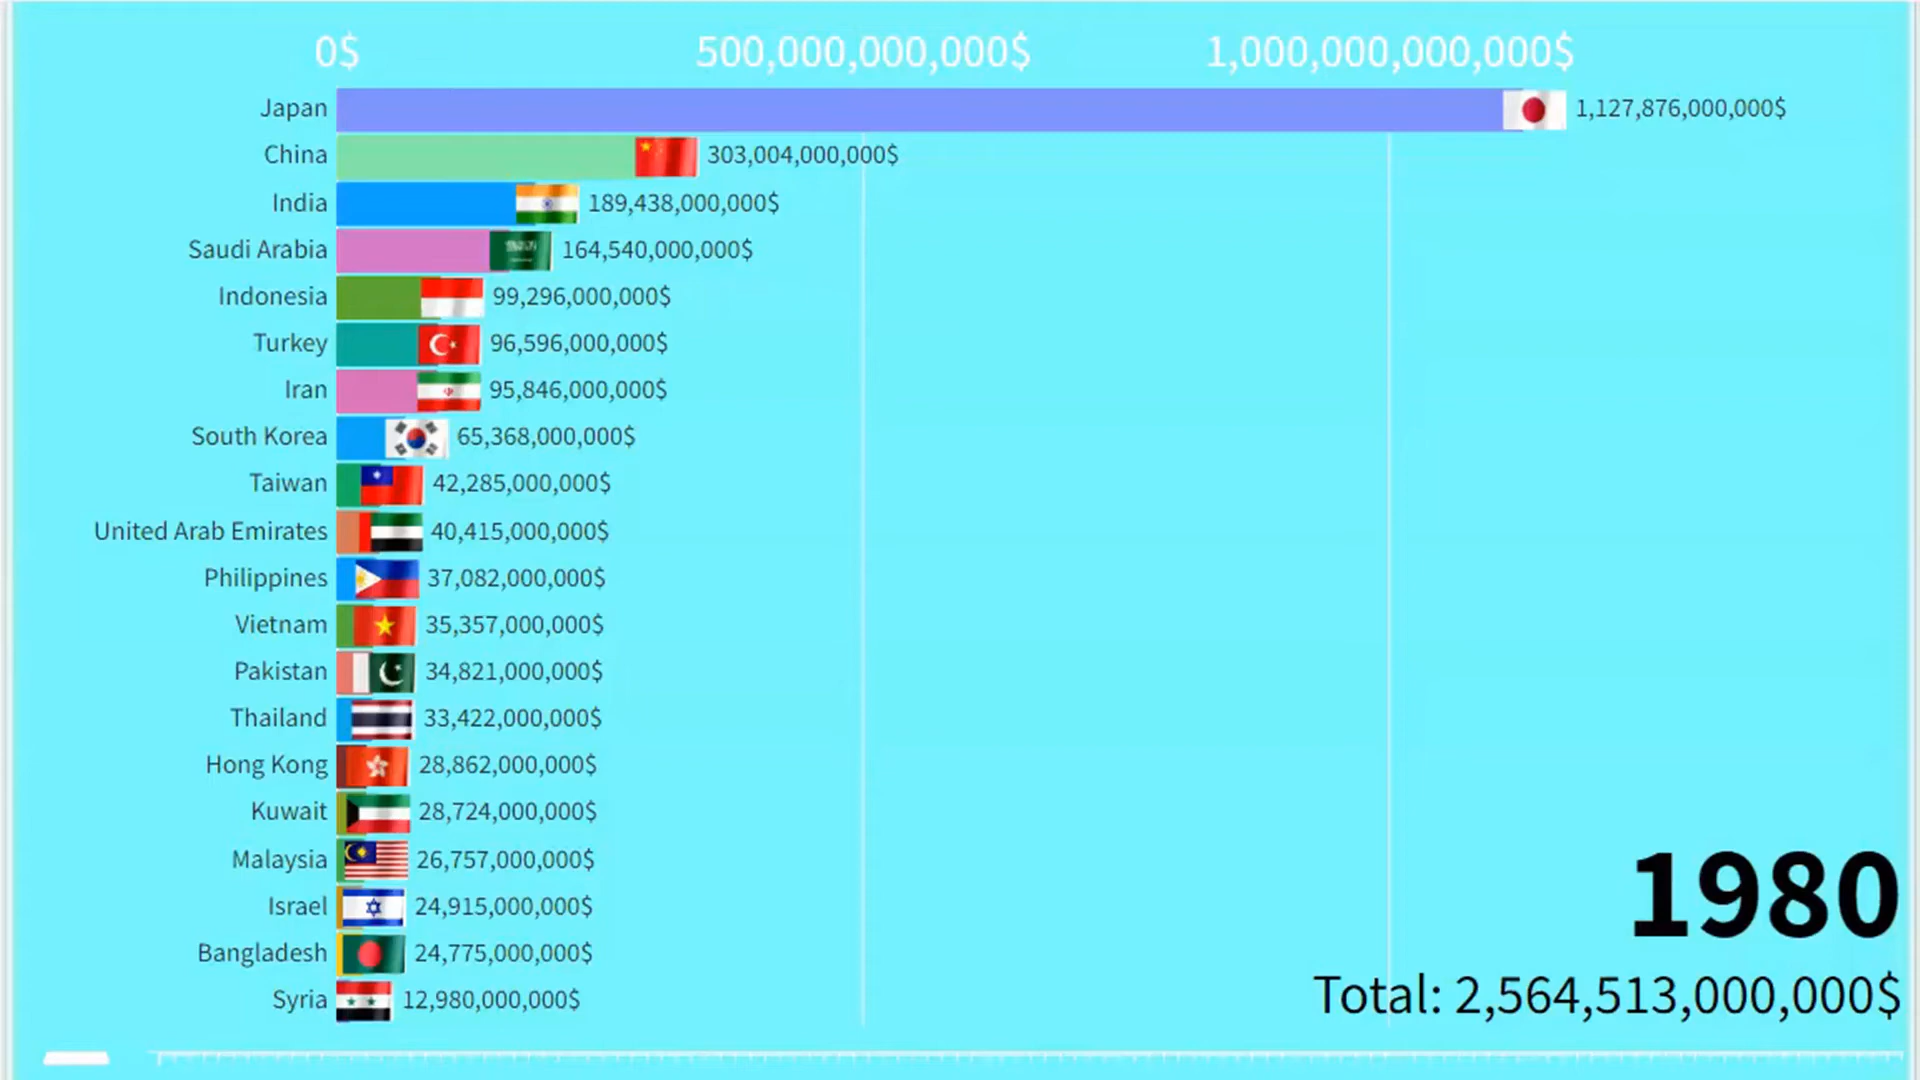 0$ 500,000,000,000$ 1,000,000,000,000$
Japan 1,127,876,000,000$
China 303,004,000,000$
India 189,438,000,000$
Saudi Arabia 164,540,000,000$
Indonesia 99,296,000,000$
Turkey 96,596,000,000$
Iran 95,846,000,000$
South Korea 65,368,000,000$
Taiwan 42,285,000,000$
United Arab Emirates 40,415,000,000$
Philippines 37,082,000,000$
Vietnam 35,357,000,000$
Pakistan 34,821,000,000$
Thailand 33,422,000,000$
Hong Kong 28,862,000,000$
Kuwait 28,724,000,000$
Malaysia 26,757,000,000$
Israel 24,915,000,000$
Bangladesh 24,775,000,000$
Syria 12,980,000,000$
1980
Total: 2,564,513,000,000$